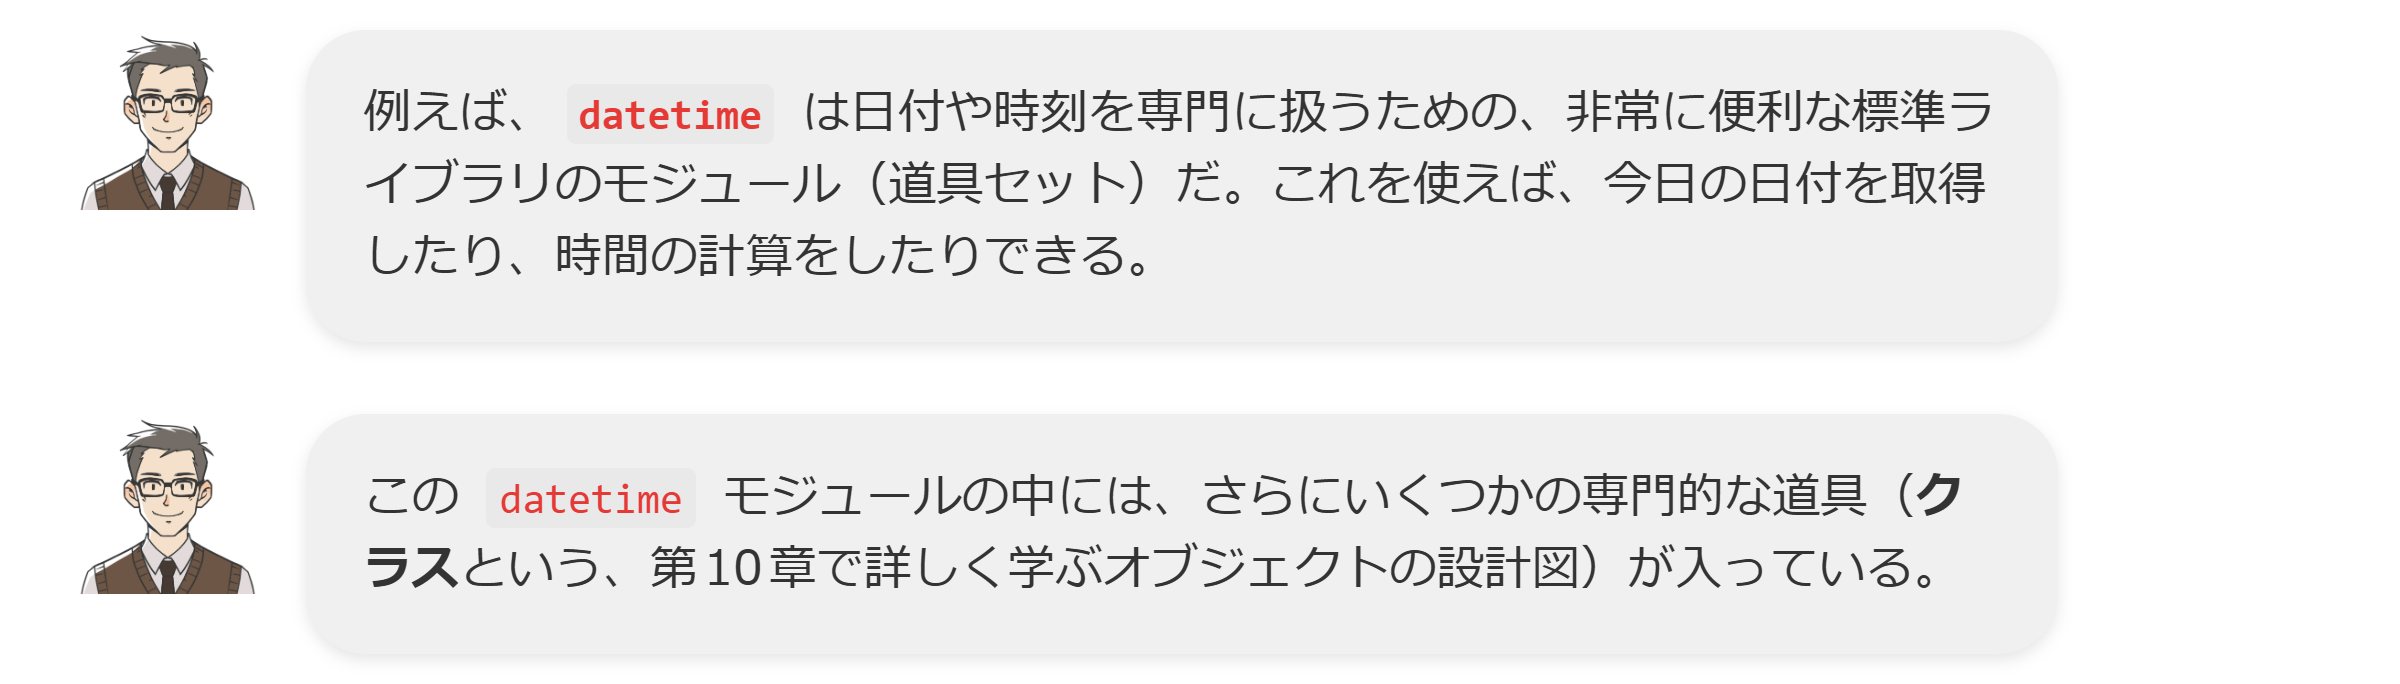 例えば、 datetime は日付や時刻を専門に扱うための、非常に便利な標準ラ
イブラリのモジュール（道具セット）だ。これを使えば、今日の日付を取得
したり、時間の計算をしたりできる。
この datetime モジュールの中には、さらにいくつかの専門的な道具（ク
ラスという、第10章で詳しく学ぶオブジェクトの設計図）が入っている。